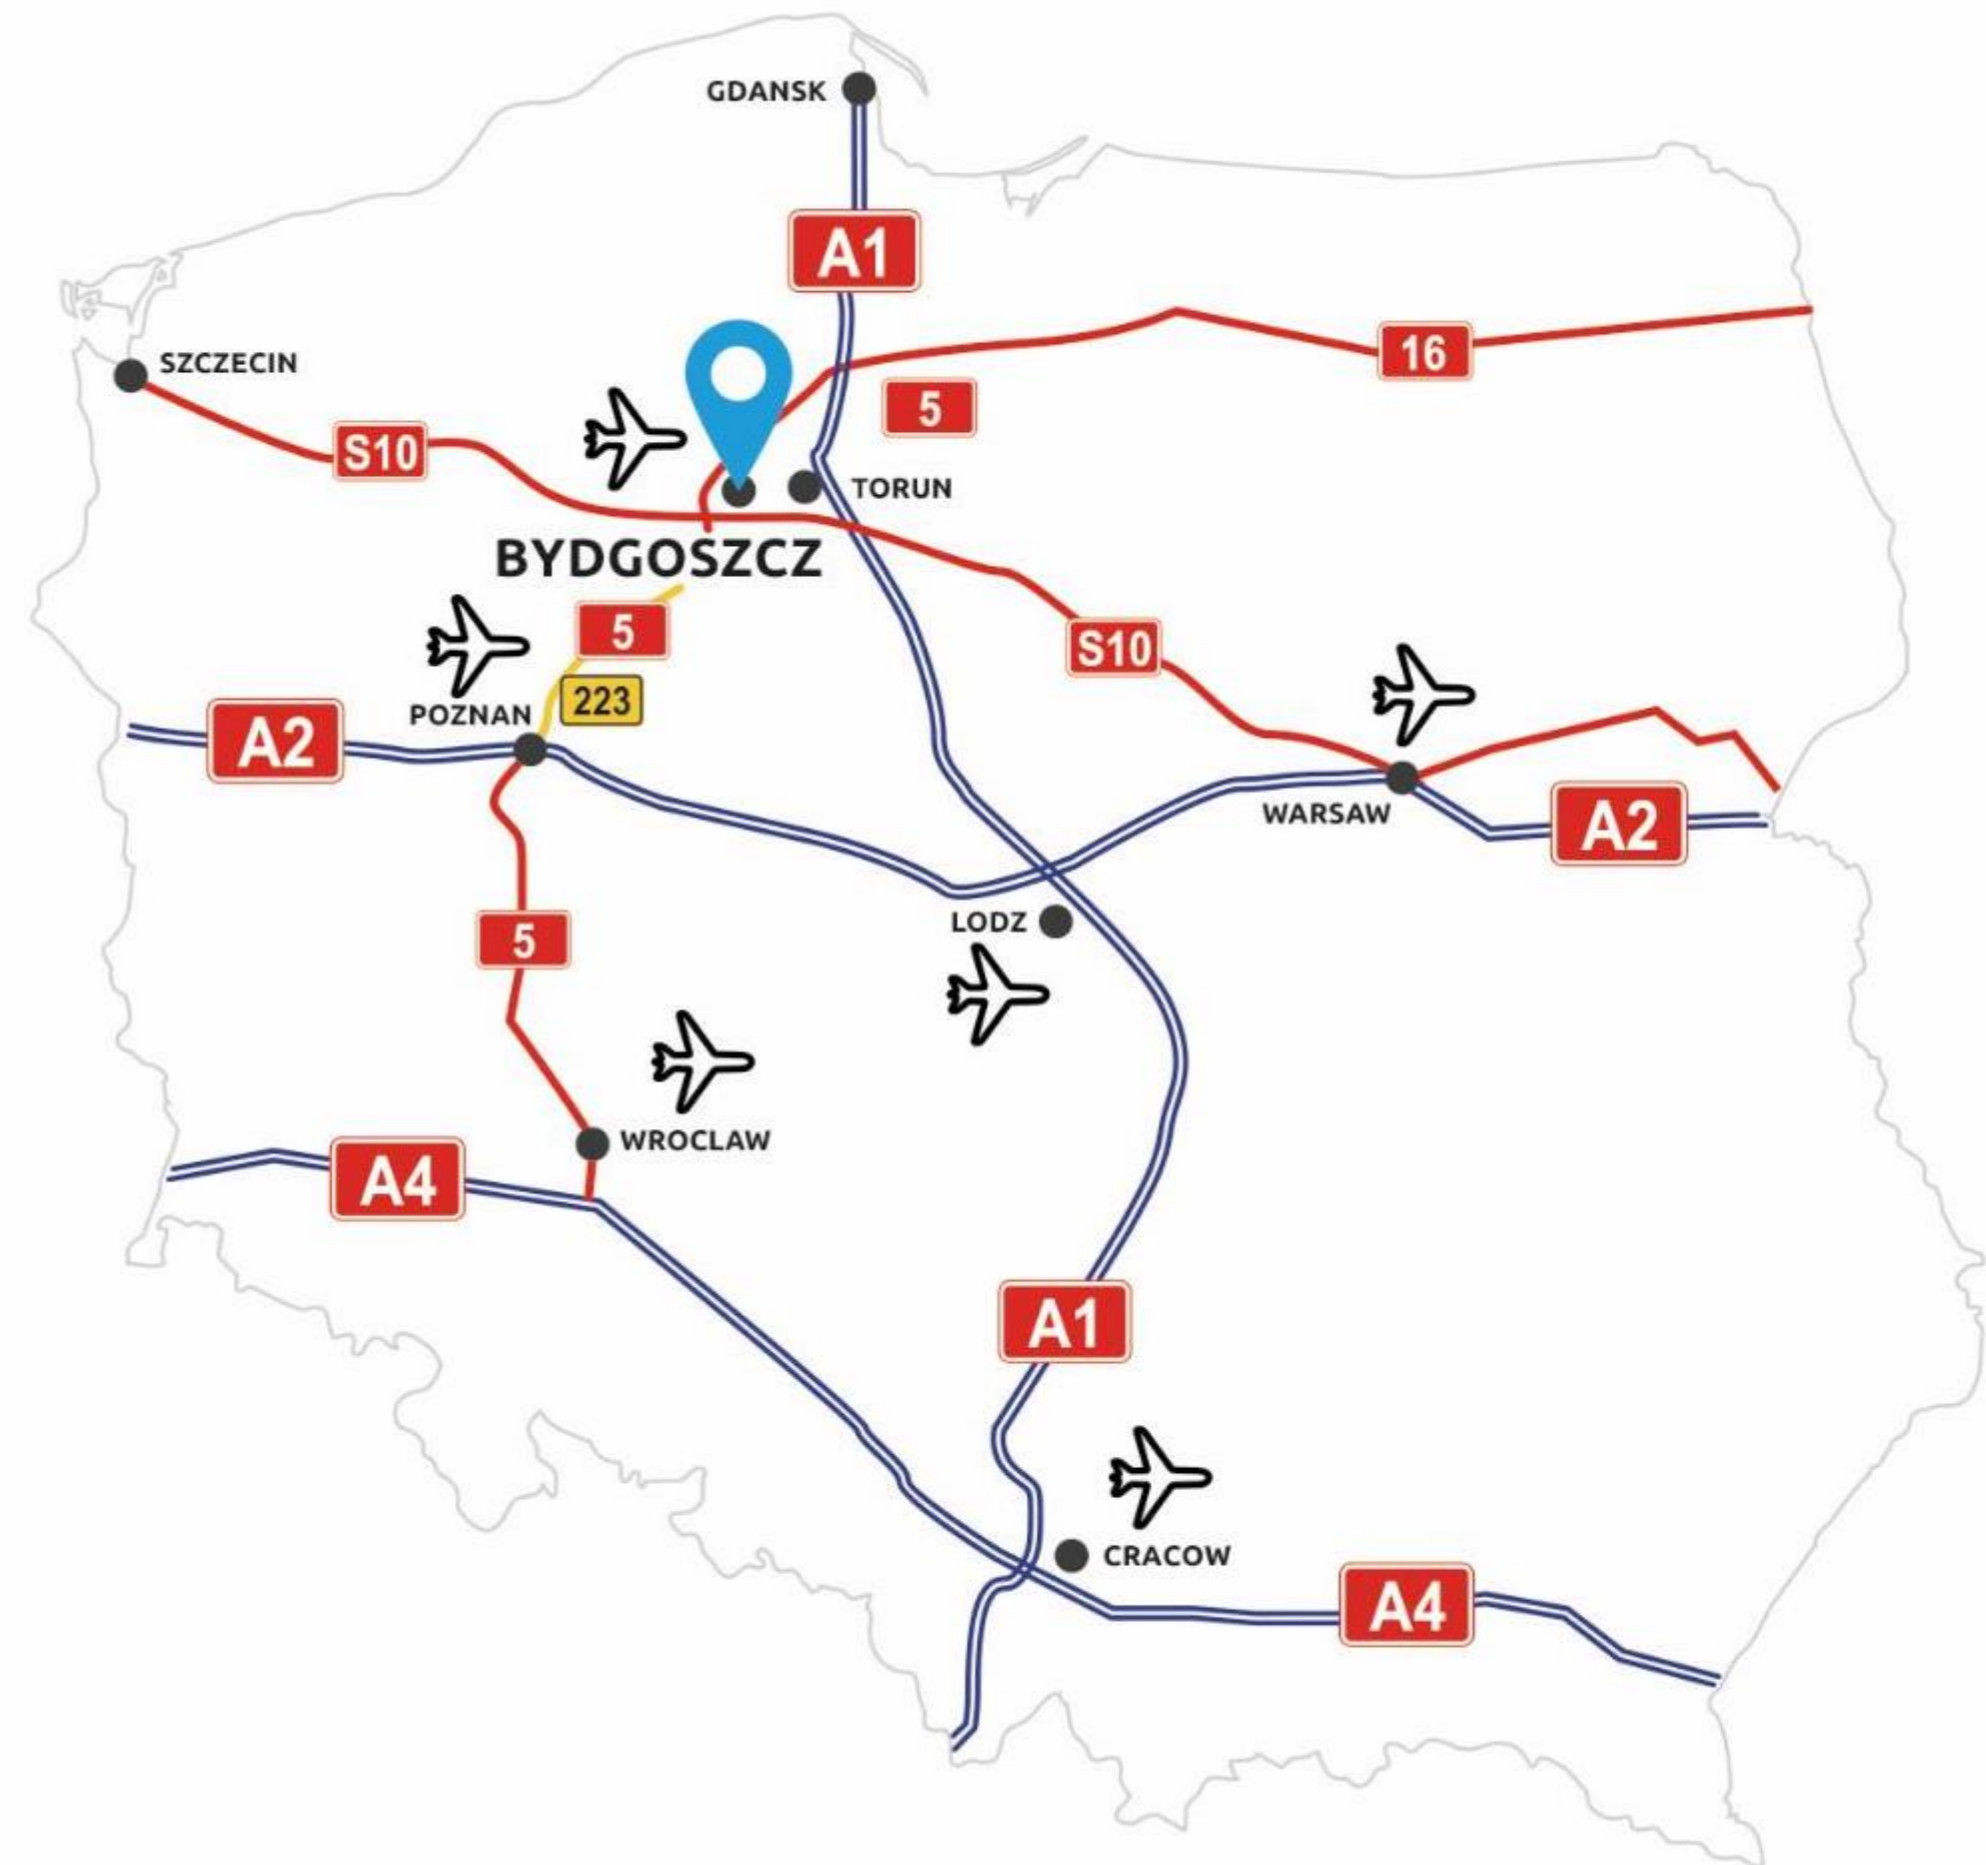 GDANSK
A1
16
SZCZECIN
5
S10
TORUN
BYDGOSZCZ
5
S10
223
POZNAN
A2
WARSAW
A2
LODZ
5
WROCLAW
A4
A1
CRACOW
A4